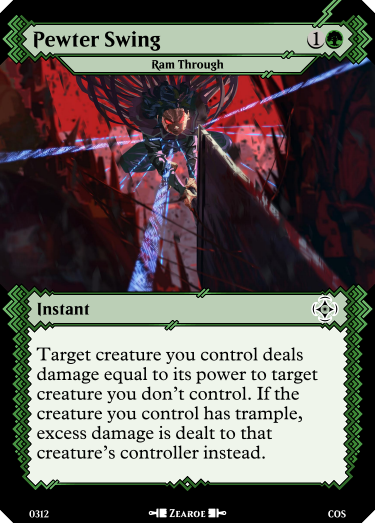 Pewter Swing 1
Ram Through
Instant
Target creature you control deals
damage equal to its power to target
creature you don't control. If the
creature you control has trample,
excess damage is dealt to that
creature's controller instead.
0312 Zearoe COS